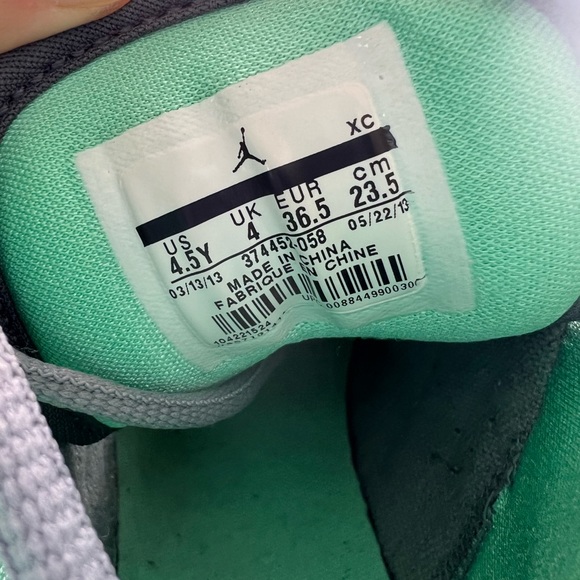 XC
US UK EUR cm
4.5Y 4 36.5 23.5
03/13/13 374452-058 05/22/13
MADE IN CHINA
FABRIQUE EN CHINE